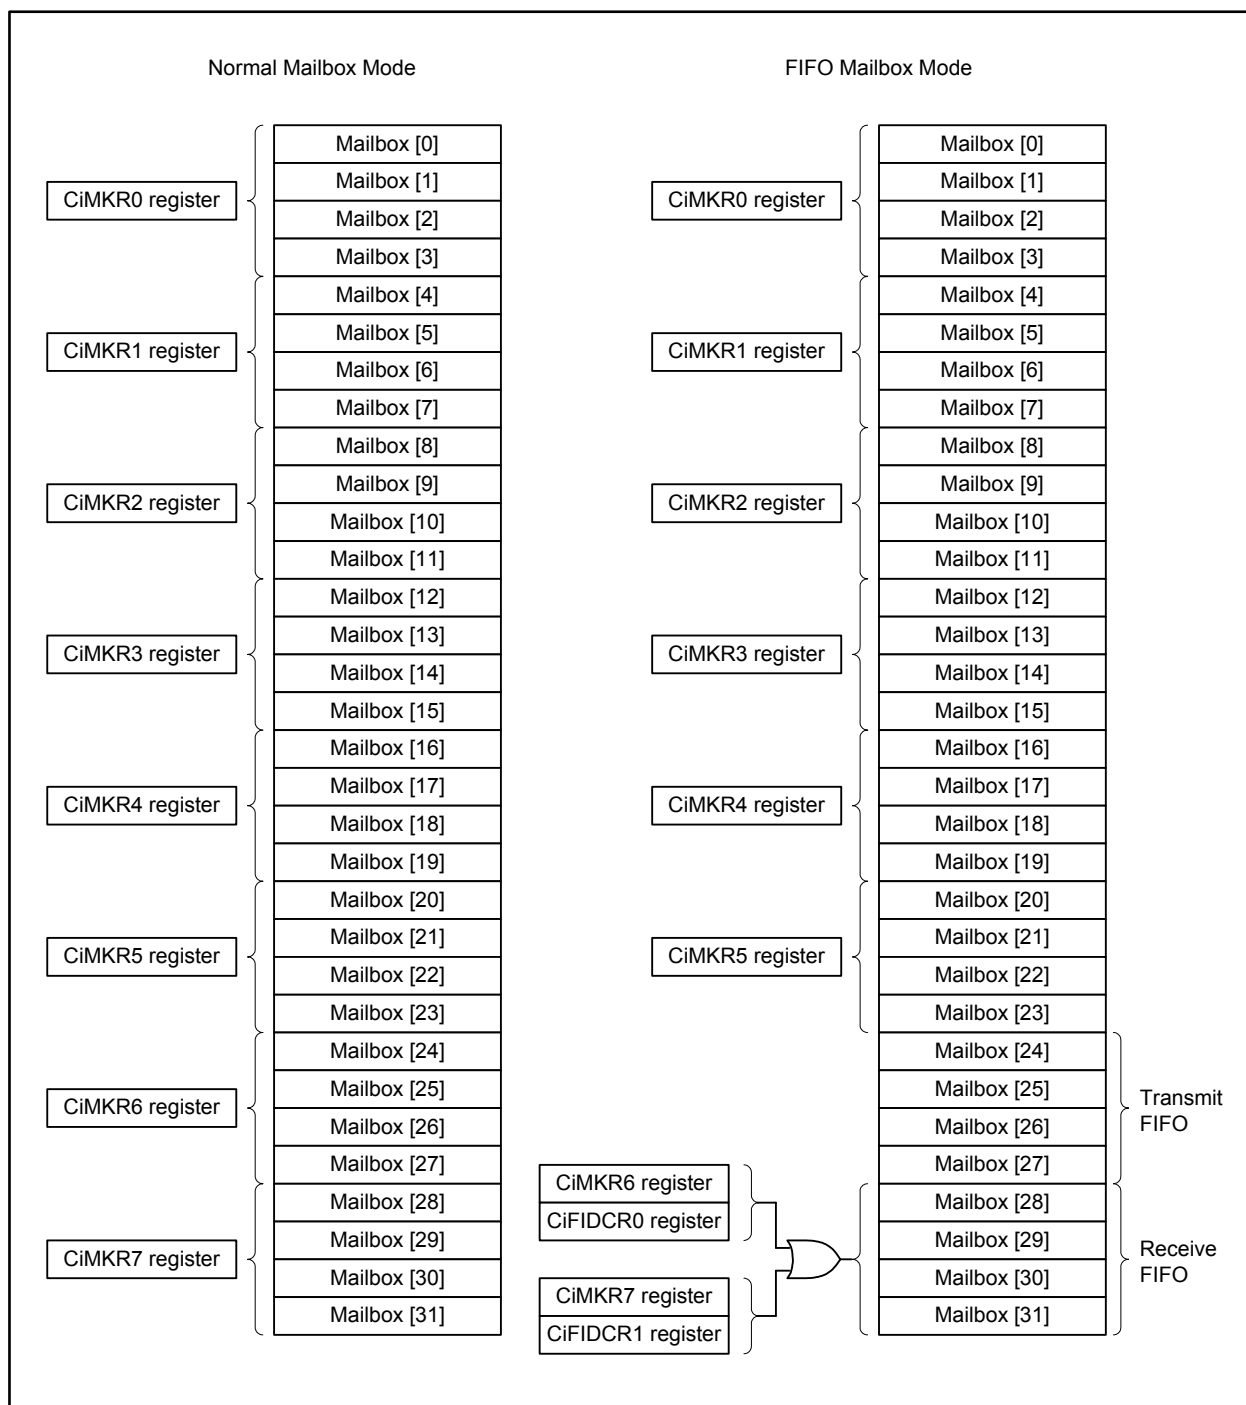 Normal Mailbox Mode
FIFO Mailbox Mode
CiMKR0 register
CiMKR1 register
CiMKR2 register
CiMKR3 register
CiMKR4 register
CiMKR5 register
CiMKR6 register
CiMKR7 register
Mailbox [0]
Mailbox [1]
Mailbox [2]
Mailbox [3]
Mailbox [4]
Mailbox [5]
Mailbox [6]
Mailbox [7]
Mailbox [8]
Mailbox [9]
Mailbox [10]
Mailbox [11]
Mailbox [12]
Mailbox [13]
Mailbox [14]
Mailbox [15]
Mailbox [16]
Mailbox [17]
Mailbox [18]
Mailbox [19]
Mailbox [20]
Mailbox [21]
Mailbox [22]
Mailbox [23]
Mailbox [24]
Mailbox [25]
Mailbox [26]
Mailbox [27]
Mailbox [28]
Mailbox [29]
Mailbox [30]
Mailbox [31]
CiMKR0 register
CiMKR1 register
CiMKR2 register
CiMKR3 register
CiMKR4 register
CiMKR5 register
CiMKR6 register
CiFIDCR0 register
CiMKR7 register
CiFIDCR1 register
Mailbox [0]
Mailbox [1]
Mailbox [2]
Mailbox [3]
Mailbox [4]
Mailbox [5]
Mailbox [6]
Mailbox [7]
Mailbox [8]
Mailbox [9]
Mailbox [10]
Mailbox [11]
Mailbox [12]
Mailbox [13]
Mailbox [14]
Mailbox [15]
Mailbox [16]
Mailbox [17]
Mailbox [18]
Mailbox [19]
Mailbox [20]
Mailbox [21]
Mailbox [22]
Mailbox [23]
Mailbox [24]
Mailbox [25]
Mailbox [26]
Mailbox [27]
Mailbox [28]
Mailbox [29]
Mailbox [30]
Mailbox [31]
Transmit
FIFO
Receive
FIFO